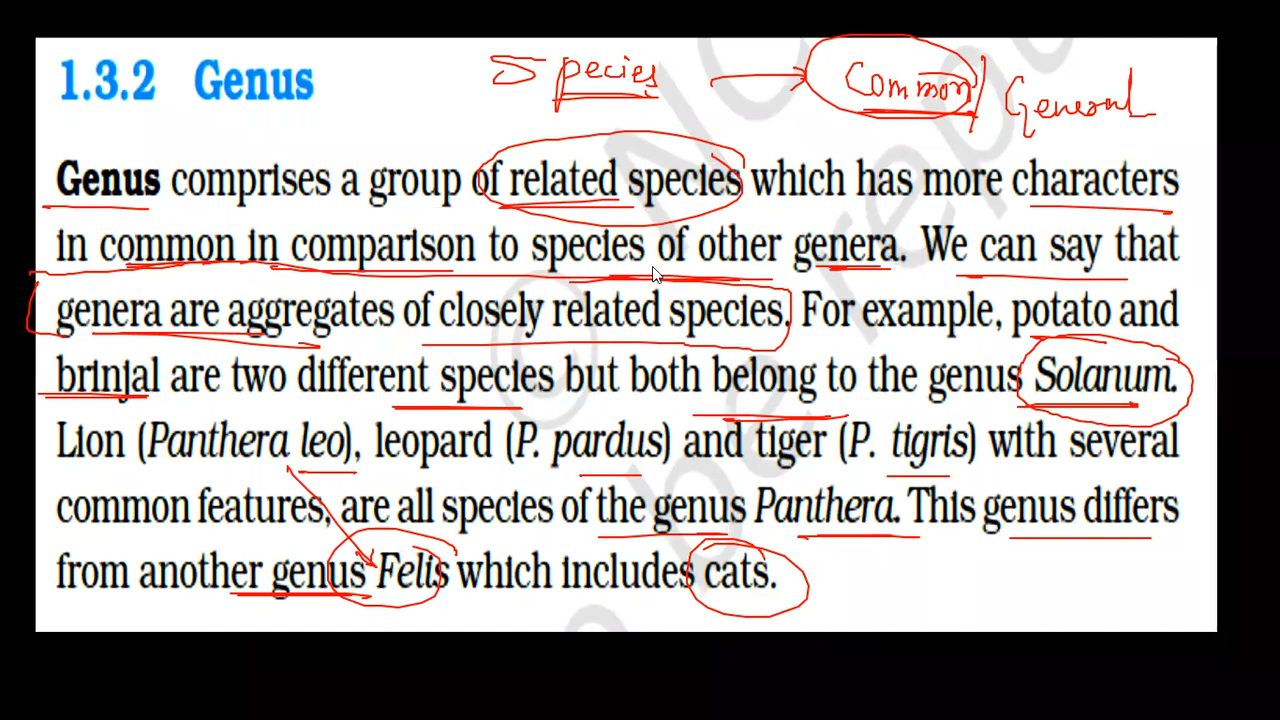 1.3.2 Genus
Species → Common / General
Genus comprises a group of related species which has more characters
in common in comparison to species of other genera. We can say that
genera are aggregates of closely related species. For example, potato and
brinjal are two different species but both belong to the genus Solanum.
Lion (Panthera leo), leopard (P. pardus) and tiger (P. tigris) with several
common features, are all species of the genus Panthera. This genus differs
from another genus Felis which includes cats.